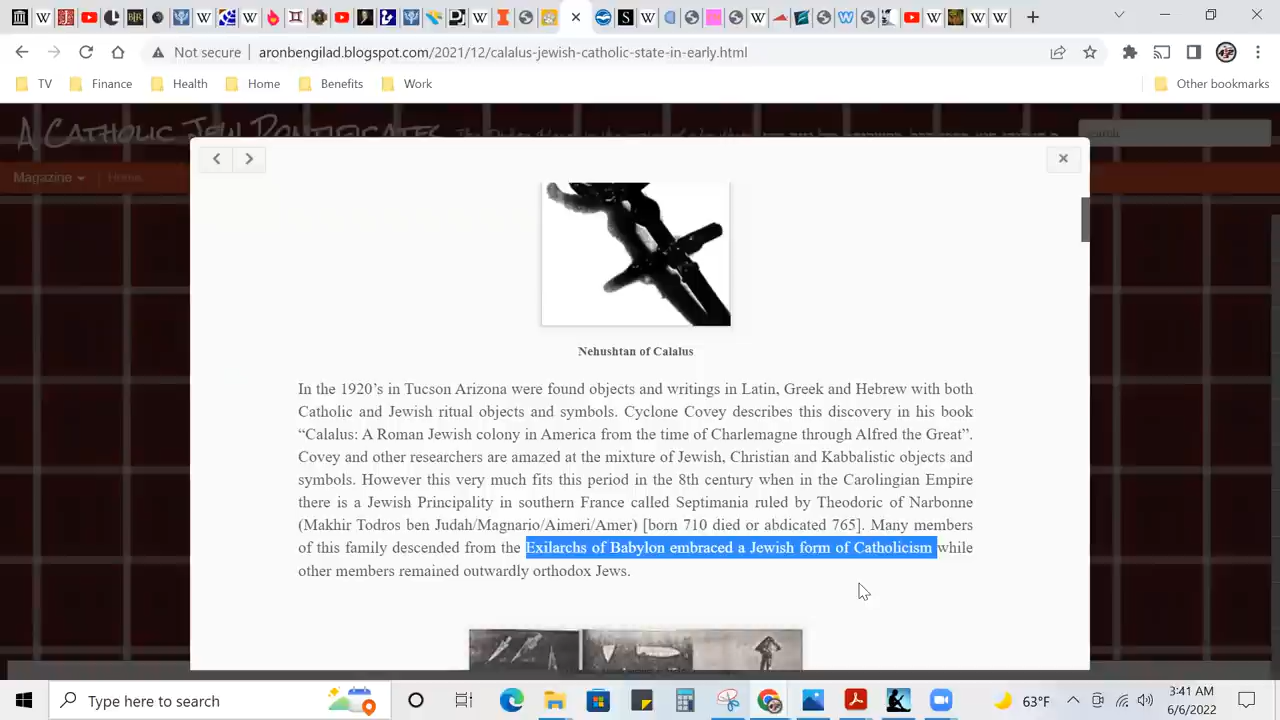 Not secure
aronbengilad.blogspot.com/2021/12/calalus-jewish-catholic-state-in-early.html
TV Finance Health Home Benefits Work Other bookmarks
A Catholic Jew Pontificates
search
Magazine Home
Nehushtan of Calalus
In the 1920's in Tucson Arizona were found objects and writings in Latin, Greek and Hebrew with both
Catholic and Jewish ritual objects and symbols. Cyclone Covey describes this discovery in his book
“Calalus: A Roman Jewish colony in America from the time of Charlemagne through Alfred the Great”.
Covey and other researchers are amazed at the mixture of Jewish, Christian and Kabbalistic objects and
symbols. However this very much fits this period in the 8th century when in the Carolingian Empire
there is a Jewish Principality in southern France called Septimania ruled by Theodoric of Narbonne
(Makhir Todros ben Judah/Magnario/Aimeri/Amer) [born 710 died or abdicated 765]. Many members
of this family descended from the Exilarchs of Babylon embraced a Jewish form of Catholicism while
other members remained outwardly orthodox Jews.
Type here to search
63°F
3:41 AM
6/6/2022